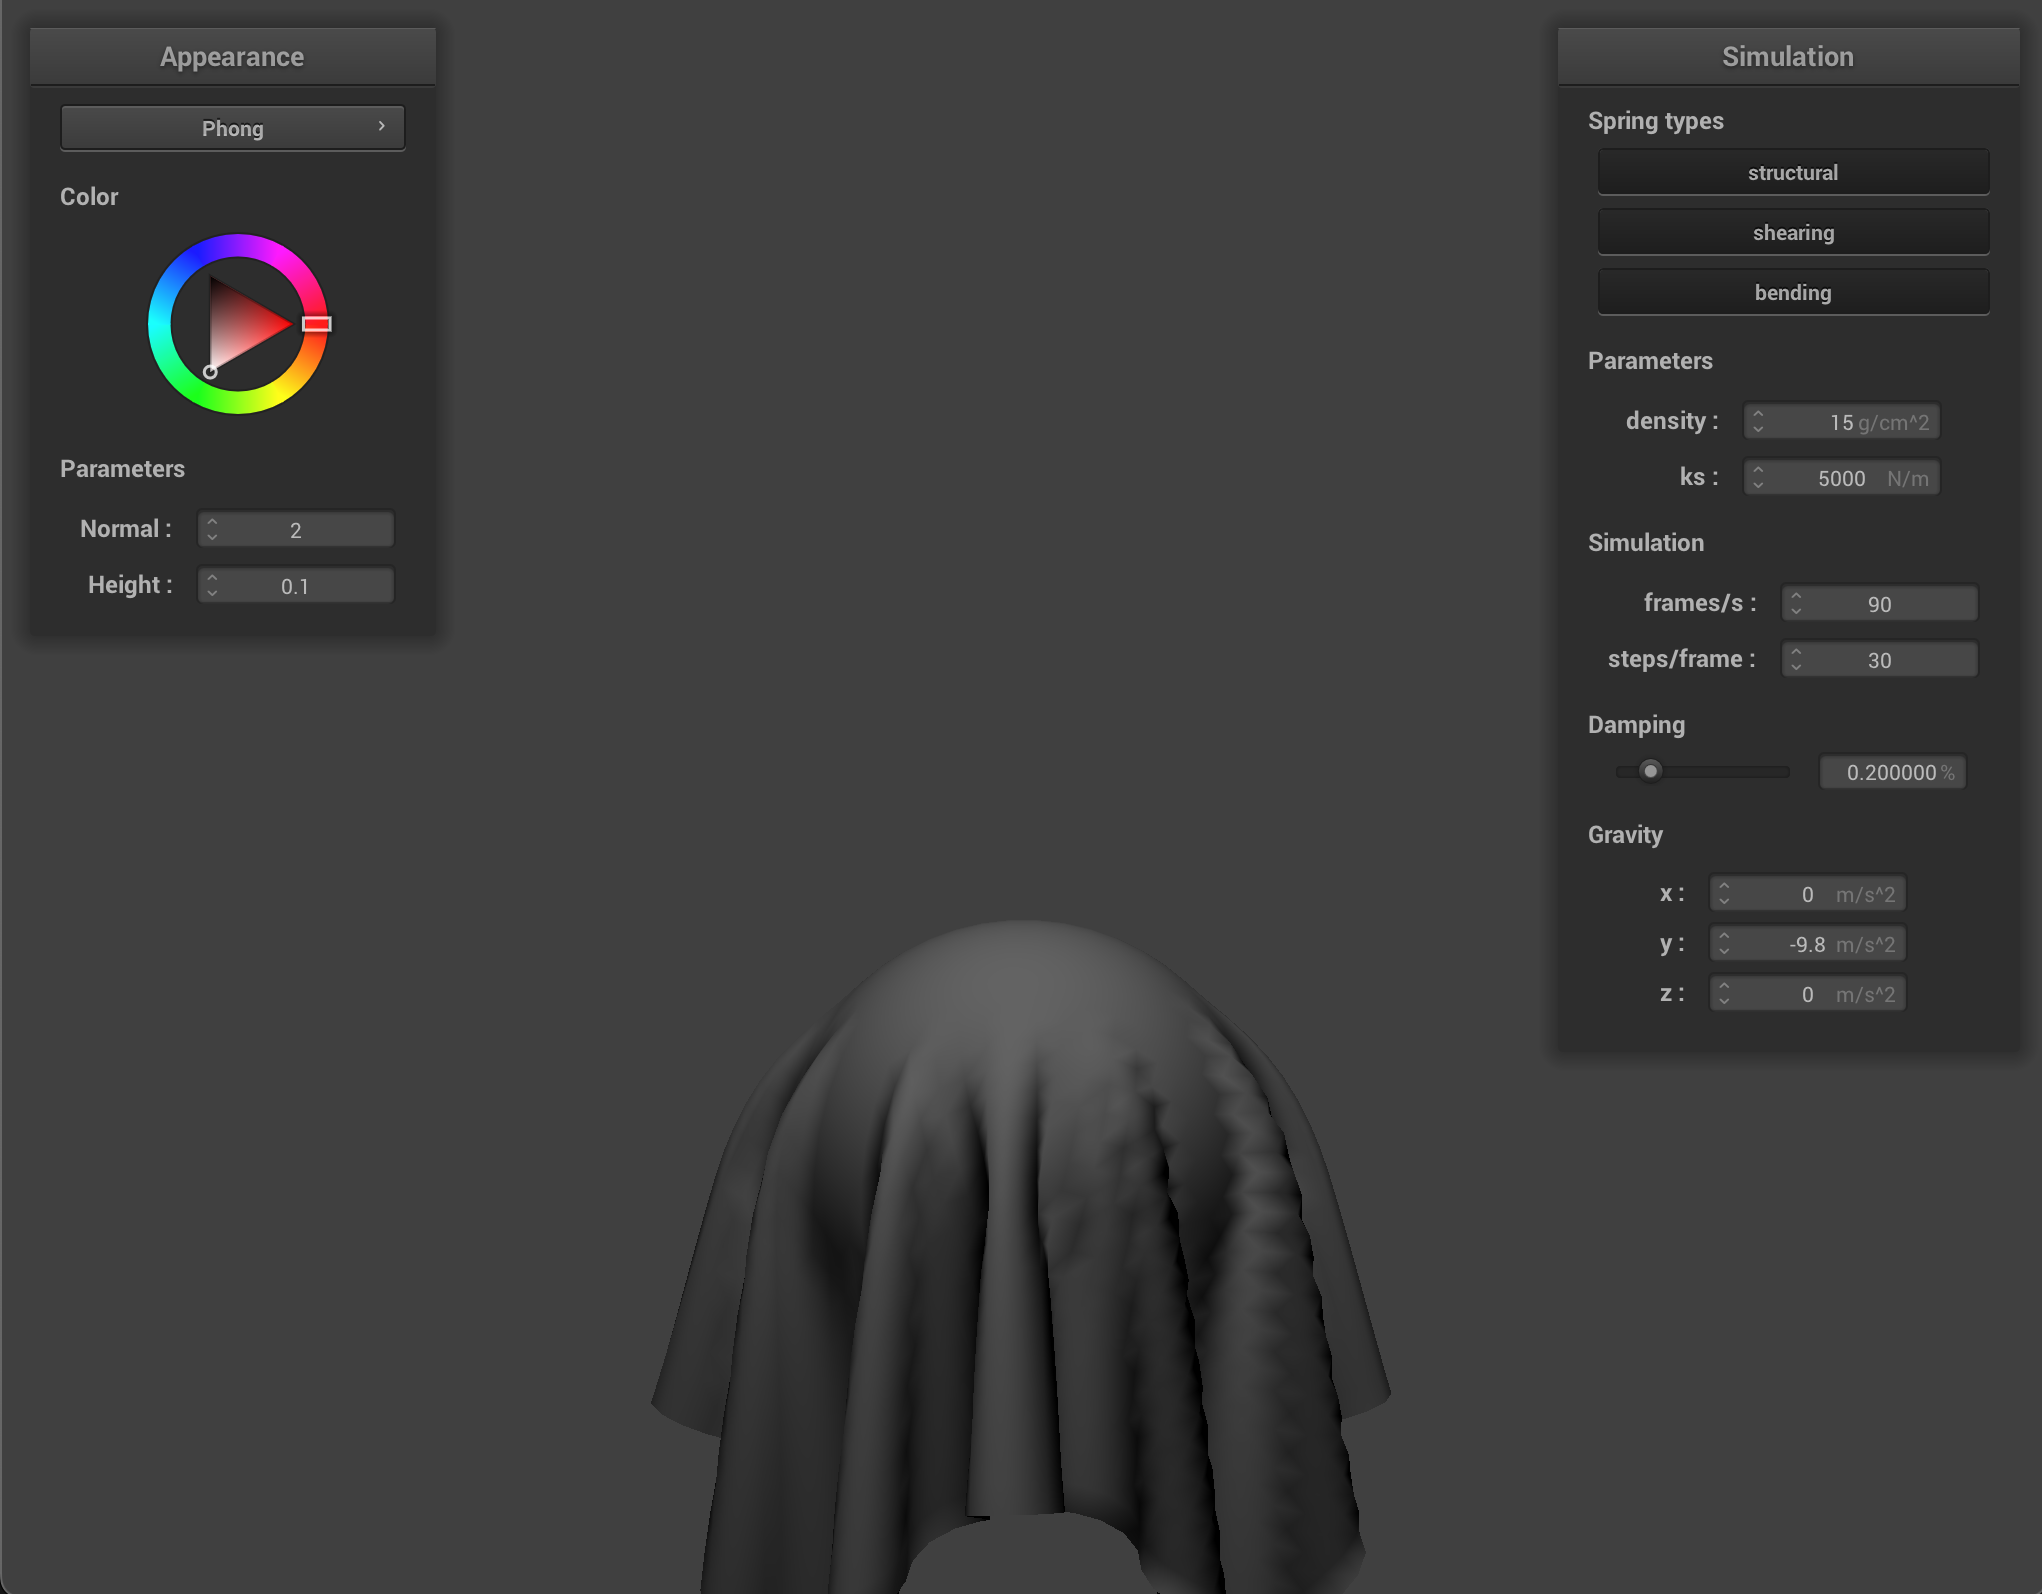 Appearance
Phong
Color
Parameters
Normal : 2
Height : 0.1
Simulation
Spring types
structural
shearing
bending
Parameters
density : 15 g/cm^2
ks : 5000 N/m
Simulation
frames/s : 90
steps/frame : 30
Damping
0.200000 %
Gravity
x : 0 m/s^2
y : -9.8 m/s^2
z : 0 m/s^2